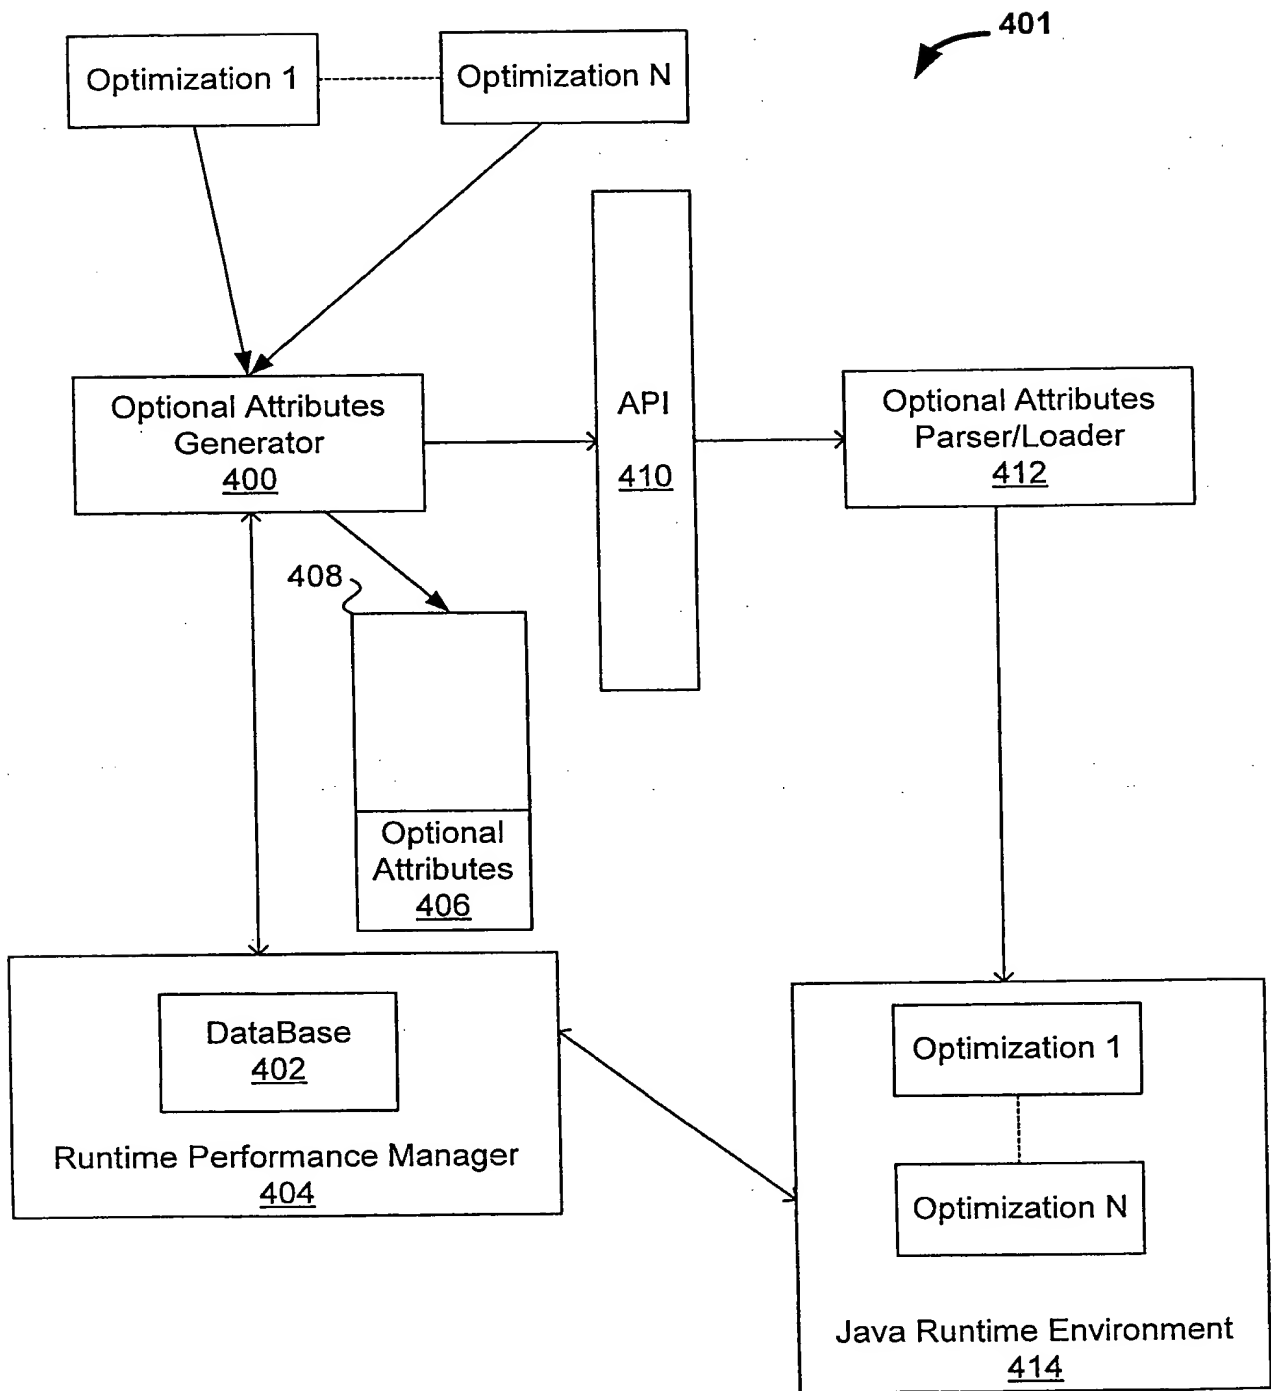 401
Optimization 1
Optimization N
Optional Attributes
Generator
400
API
410
Optional Attributes
Parser/Loader
412
408
Optional
Attributes
406
DataBase
402
Runtime Performance Manager
404
Optimization 1
Optimization N
Java Runtime Environment
414